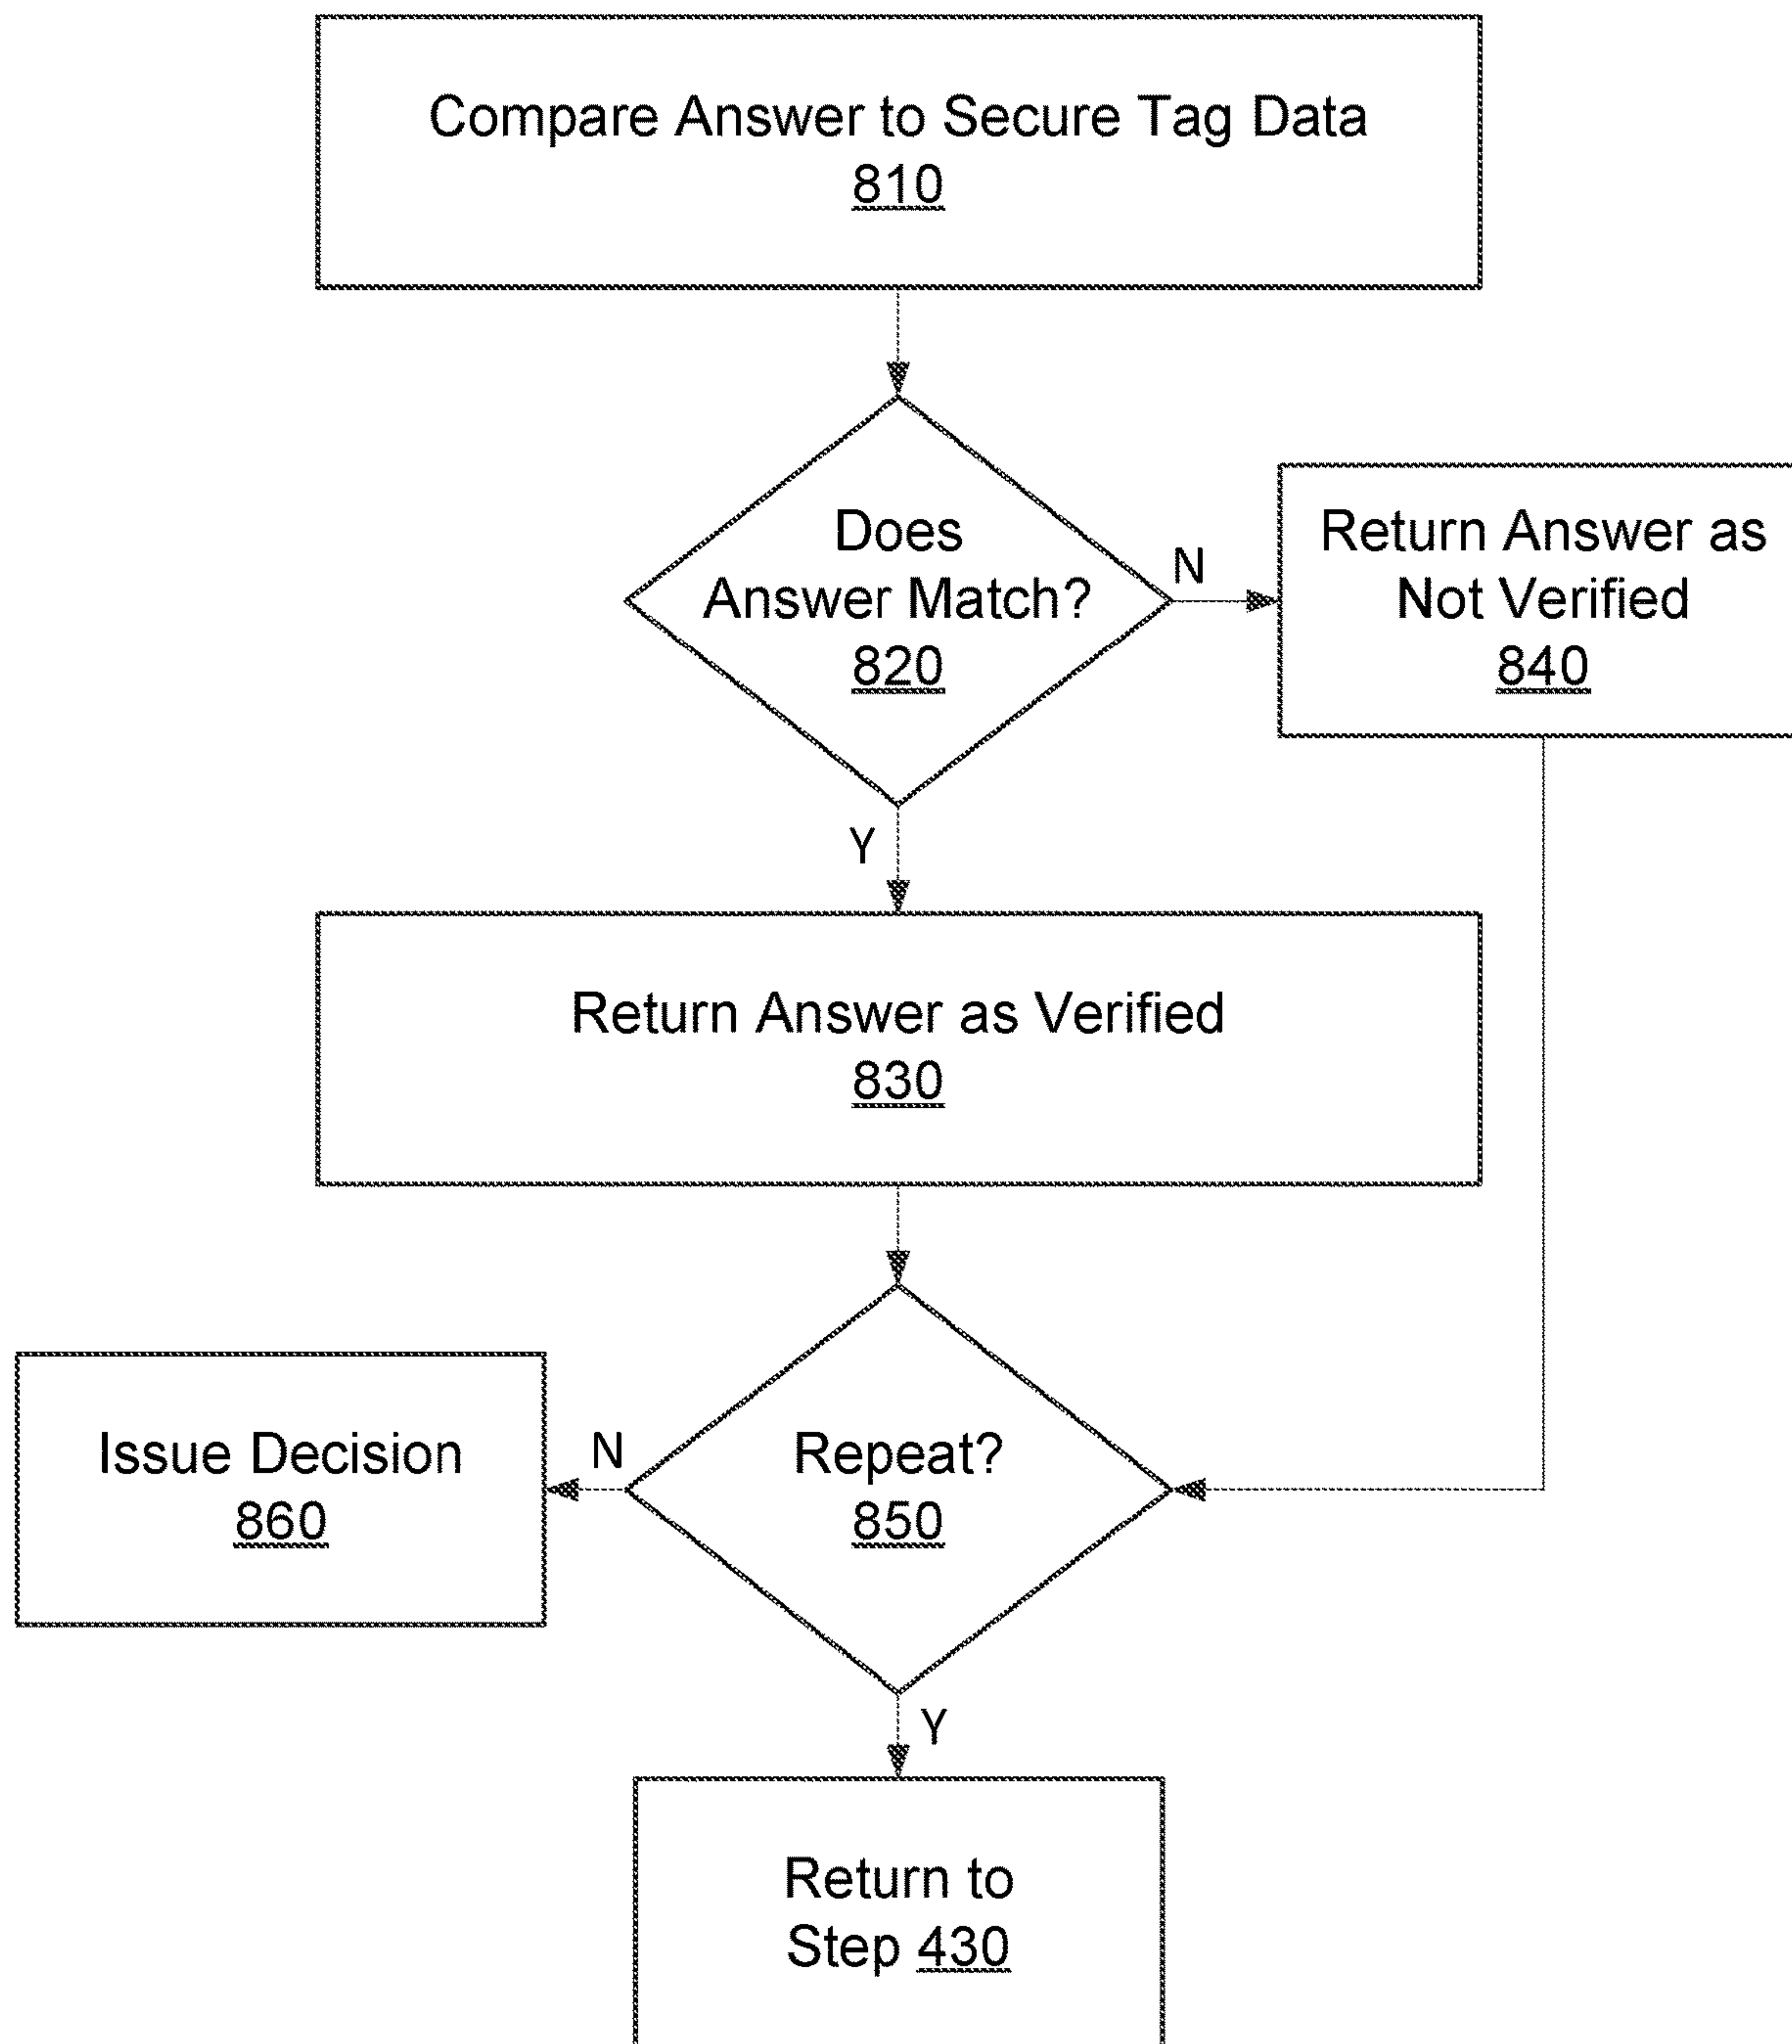 Compare Answer to Secure Tag Data
810
Does
Answer Match?
820
N
Return Answer as
Not Verified
840
Y
Return Answer as Verified
830
Issue Decision
860
N
Repeat?
850
Y
Return to
Step 430